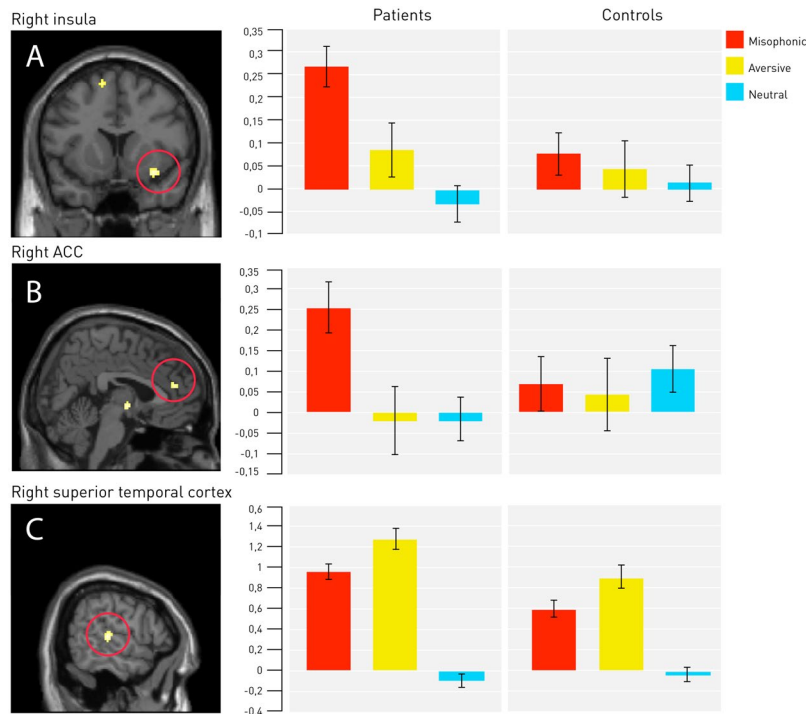 Right insula
Patients
Controls
A
0,35
0,3
0,25
0,2
0,15
0,1
0,05
0
-0,05
-0,1
Misophonic
Aversive
Neutral
Right ACC
B
0,35
0,3
0,25
0,2
0,15
0,1
0,05
0
-0,05
-0,1
-0,15
Right superior temporal cortex
C
0,6
1,4
1,2
1
0,8
0,6
0,4
0,2
0
-0,2
-0,4